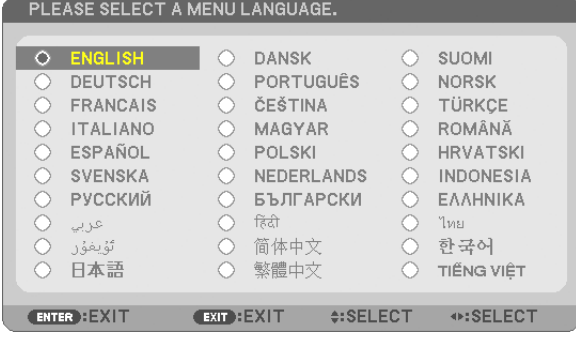 PLEASE SELECT A MENU LANGUAGE.
ENGLISH DANSK SUOMI
DEUTSCH PORTUGUÊS NORSK
FRANCAIS ČEŠTINA TÜRKÇE
ITALIANO MAGYAR ROMÂNĂ
ESPAÑOL POLSKI HRVATSKI
SVENSKA NEDERLANDS INDONESIA
РУССКИЙ БЪЛГАРСКИ ΕΛΛΗΝΙΚΑ
عربي हिंदी ไทย
ئۇيغۇر 简体中文 한국어
日本語 繁體中文 TIẾNG VIỆT
ENTER:EXIT EXIT:EXIT :SELECT :SELECT